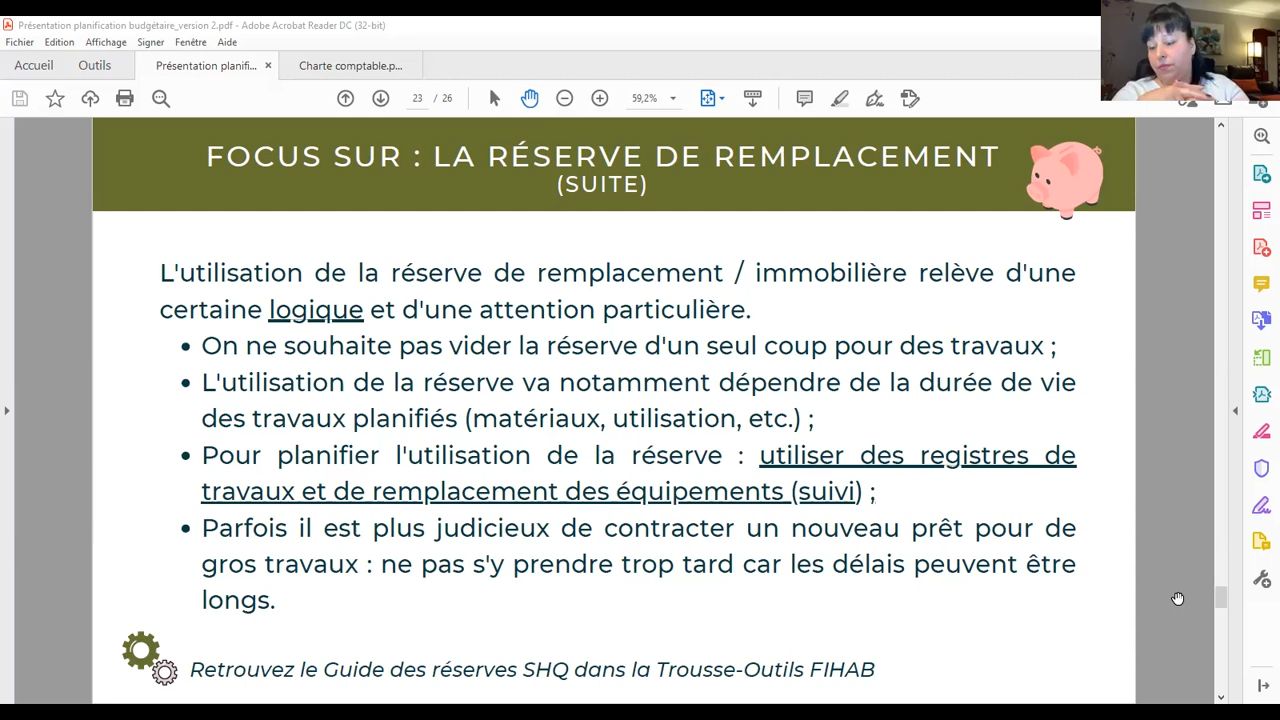 Présentation planification budgétaire_version 2.pdf - Adobe Acrobat Reader DC (32-bit)
Fichier Edition Affichage Signer Fenêtre Aide
Accueil Outils Présentation planifi... × Charte comptable.p...
23 / 26 59,2%
FOCUS SUR : LA RÉSERVE DE REMPLACEMENT
(SUITE)
L'utilisation de la réserve de remplacement / immobilière relève d'une
certaine logique et d'une attention particulière.
• On ne souhaite pas vider la réserve d'un seul coup pour des travaux ;
• L'utilisation de la réserve va notamment dépendre de la durée de vie
des travaux planifiés (matériaux, utilisation, etc.) ;
• Pour planifier l'utilisation de la réserve : utiliser des registres de
travaux et de remplacement des équipements (suivi) ;
• Parfois il est plus judicieux de contracter un nouveau prêt pour de
gros travaux : ne pas s'y prendre trop tard car les délais peuvent être
longs.
Retrouvez le Guide des réserves SHQ dans la Trousse-Outils FIHAB